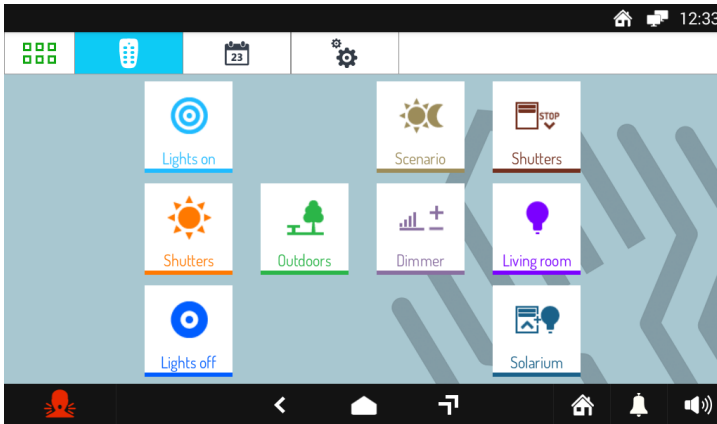 12:33
23
Lights on
Scenario
STOP
Shutters
Shutters
Outdoors
Dimmer
Living room
Lights off
Solarium